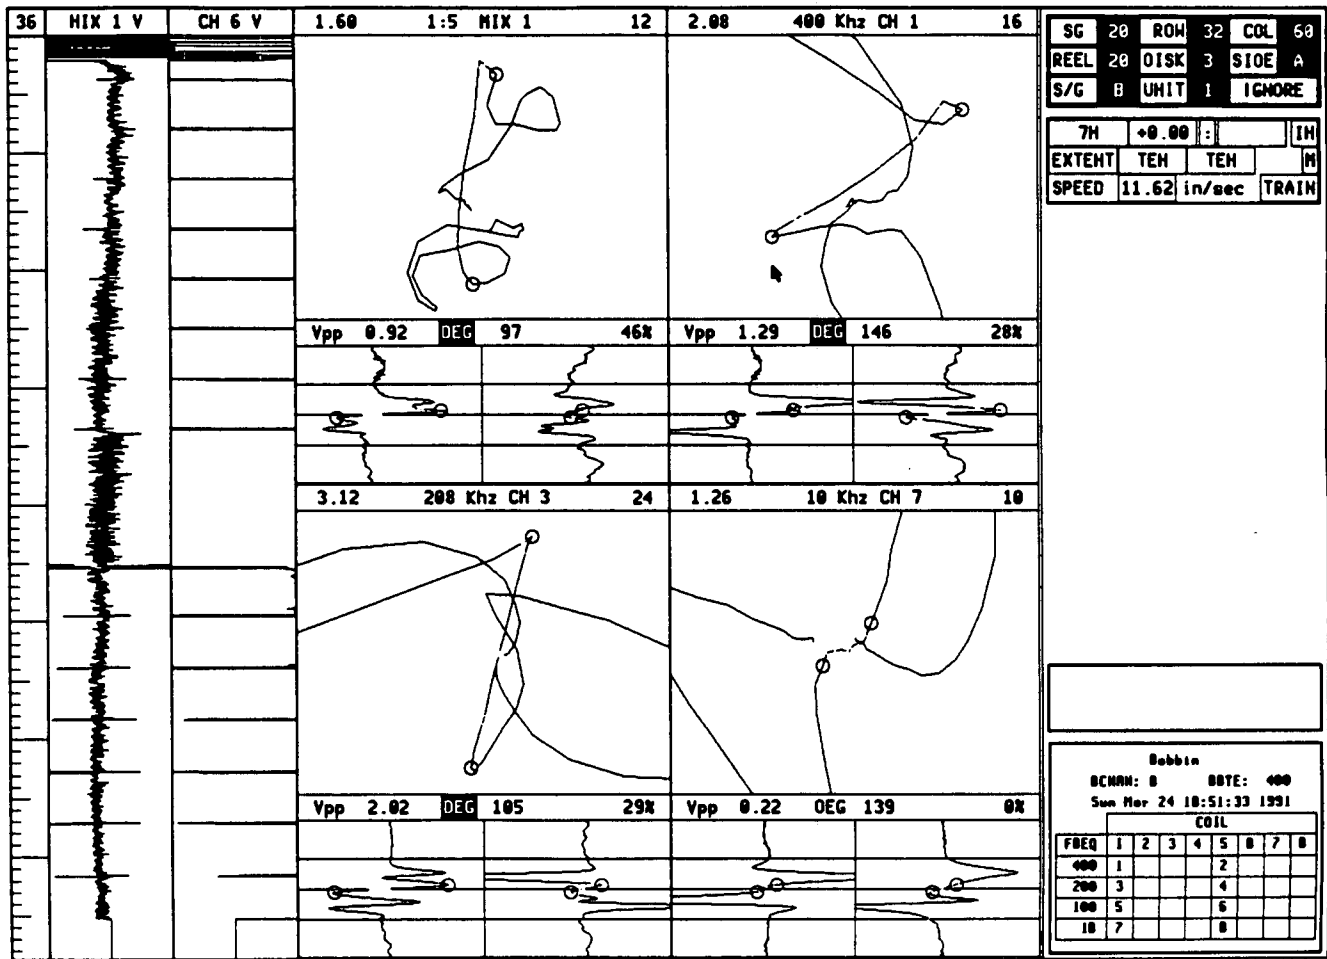 36 MIX 1 V CH 6 V 1.60 1:5 MIX 1 12 2.08 400 Khz CH 1 16
SG 20 ROW 32 COL 60
REEL 20 DISK 3 SIDE A
S/G B UNIT 1 IGNORE
7H +0.00 : IN
EXTENT TEH TEH M
SPEED 11.62 in/sec TRAIN
Vpp 0.92 DEG 97 46% Vpp 1.29 DEG 146 28%
3.12 200 Khz CH 3 24 1.26 10 Khz CH 7 10
Vpp 2.02 DEG 105 29% Vpp 0.22 DEG 139 0%
Bobbin
BCMAN: B BBTE: 400
Sun Mar 24 18:51:33 1991
COIL
FREQ 1 2 3 4 5 6 7 8
400 1 2
200 3 4
100 5 6
10 7 8